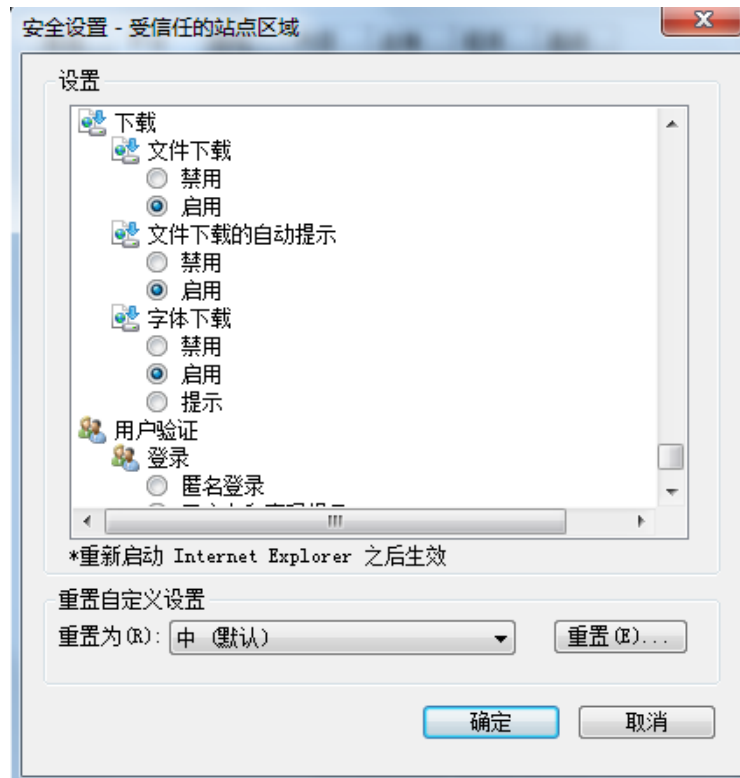 安全设置 - 受信任的站点区域
设置
下载
文件下载
禁用
启用
文件下载的自动提示
禁用
启用
字体下载
禁用
启用
提示
用户验证
登录
匿名登录
*重新启动 Internet Explorer 之后生效
重置自定义设置
重置为(R): 中 (默认) 重置(E)...
确定 取消